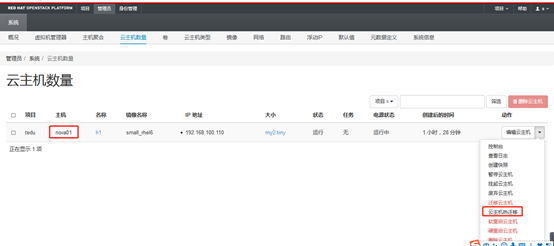 RED HAT OPENSTACK PLATFORM 项目 管理员 身份管理 项目 帮助
系统
概况 虚拟机管理器 主机聚合 云主机数量 卷 云主机类型 镜像 网络 路由 浮动IP 默认值 元数据定义 系统信息
管理员 / 系统 / 云主机数量
云主机数量
项目 = 筛选 删除云主机
项目 主机 名称 镜像名称 IP 地址 大小 状态 任务 电源状态 创建后的时间 动作
tedu nova01 h1 small_rhel6 192.168.100.110 my2.tiny 运行 无 运行中 1 小时，28 分钟 编辑云主机
正在显示 1 项
控制台
查看日志
创建快照
暂停云主机
挂起云主机
废弃云主机
迁移云主机
云主机热迁移
软重启云主机
硬重启云主机